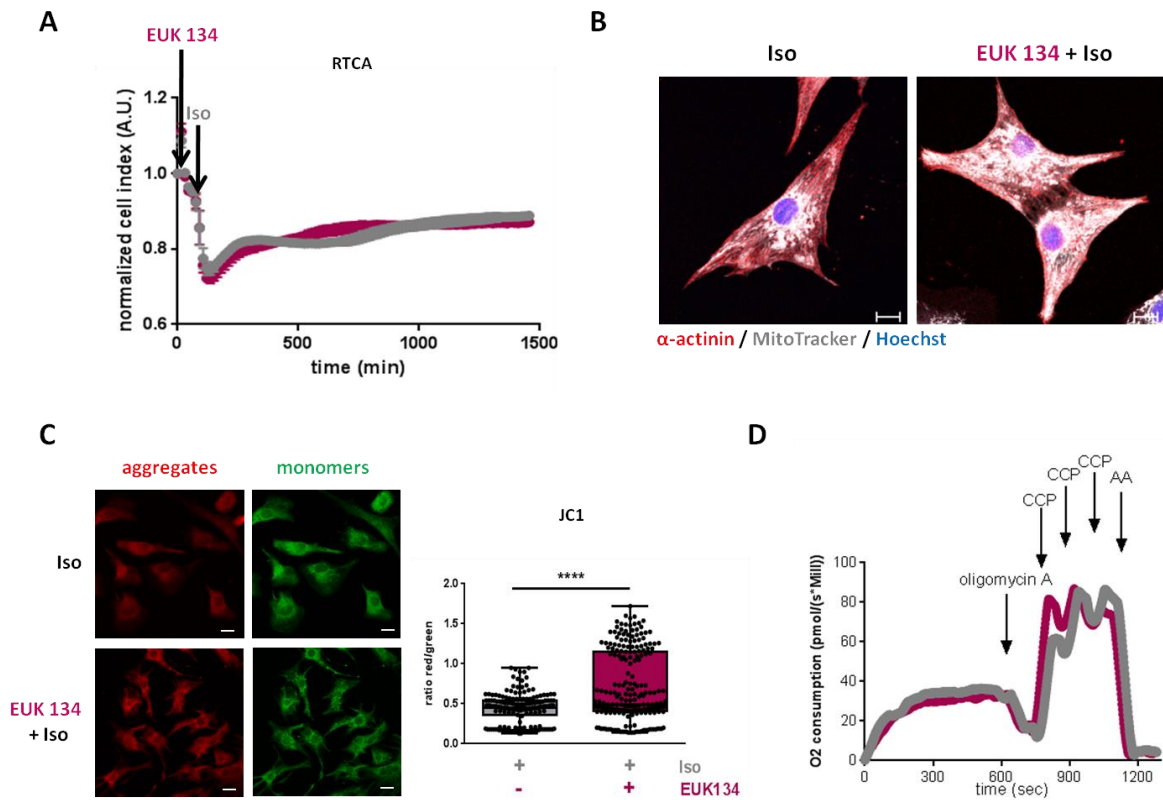 A
EUK 134
RTCA
Iso
normalized cell index (A.U.)
1.2
1.0
0.8
0.6
0
500
1000
1500
time (min)
B
Iso
EUK 134 + Iso
α-actinin / MitoTracker / Hoechst
C
aggregates
monomers
Iso
EUK 134
+ Iso
JC1
****
ratio red/green
2.0
1.5
1.0
0.5
0.0
+ + Iso
- + EUK134
D
CCP
CCP
CCP
AA
oligomycin A
O2 consumption (pmol/(s*Mill)
100
80
60
40
20
0
0
300
600
900
1200
time (sec)